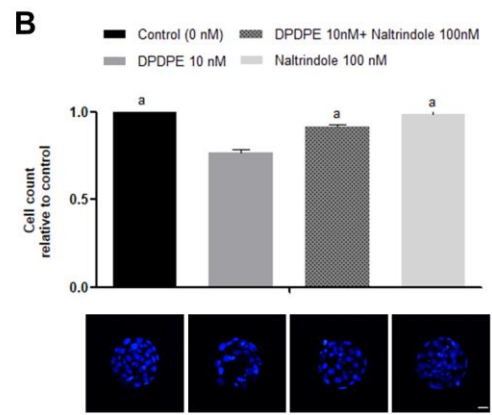 B
Control (0 nM) DPDPE 10nM+ Naltrindole 100nM
DPDPE 10 nM Naltrindole 100 nM
a
a
a
1.0
0.5
0.0
Cell count
relative to control